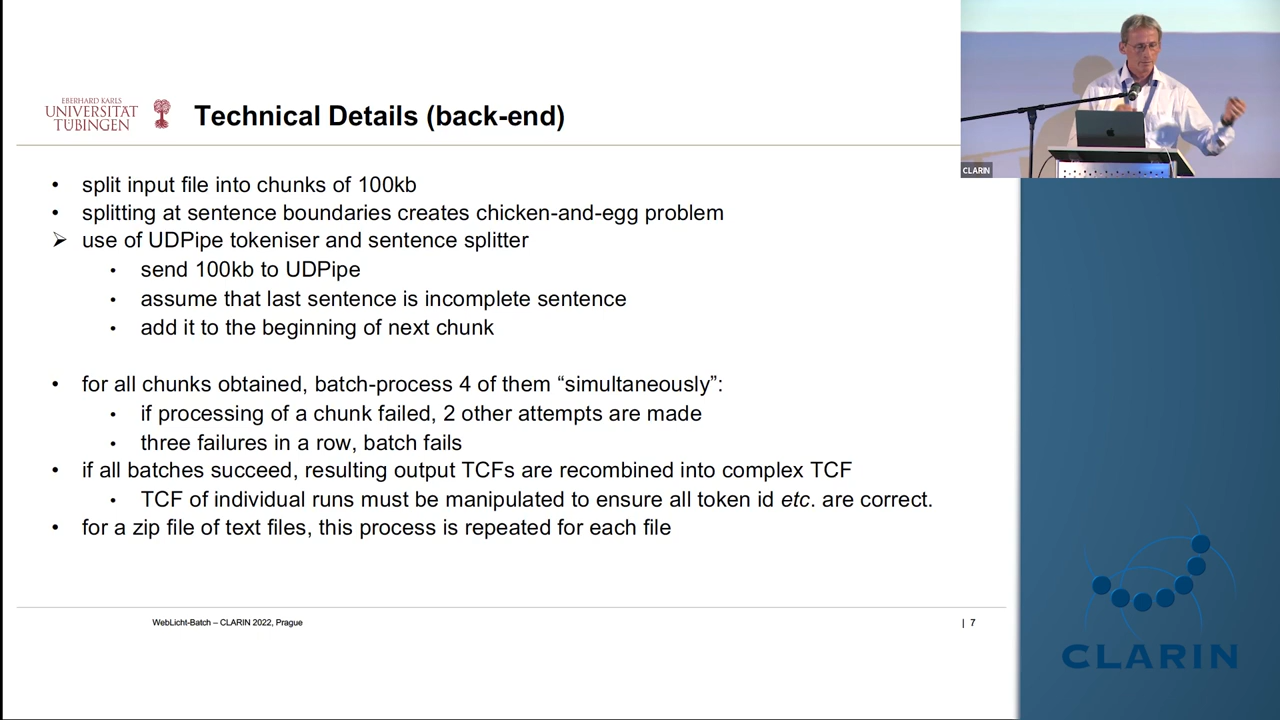 EBERHARD KARLS
UNIVERSITÄT
TÜBINGEN
Technical Details (back-end)
• split input file into chunks of 100kb
• splitting at sentence boundaries creates chicken-and-egg problem
➢ use of UDPipe tokeniser and sentence splitter
• send 100kb to UDPipe
• assume that last sentence is incomplete sentence
• add it to the beginning of next chunk
• for all chunks obtained, batch-process 4 of them “simultaneously”:
• if processing of a chunk failed, 2 other attempts are made
• three failures in a row, batch fails
• if all batches succeed, resulting output TCFs are recombined into complex TCF
• TCF of individual runs must be manipulated to ensure all token id etc. are correct.
• for a zip file of text files, this process is repeated for each file
WebLicht-Batch – CLARIN 2022, Prague
| 7
CLARIN
CLARIN